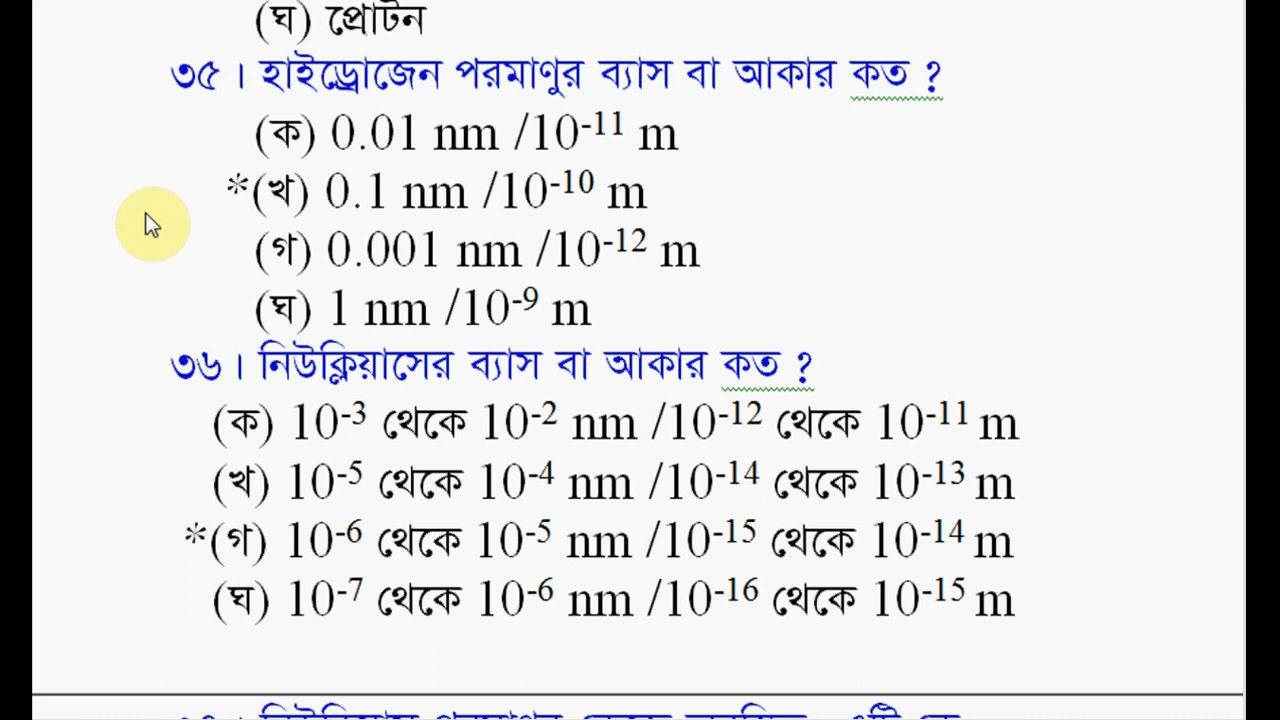 (ঘ) প্রোটন
৩৫। হাইড্রোজেন পরমাণুর ব্যাস বা আকার কত ?
(ক) 0.01 nm /10⁻¹¹ m
*(খ) 0.1 nm /10⁻¹⁰ m
(গ) 0.001 nm /10⁻¹² m
(ঘ) 1 nm /10⁻⁹ m
৩৬। নিউক্লিয়াসের ব্যাস বা আকার কত ?
(ক) 10⁻³ থেকে 10⁻² nm /10⁻¹² থেকে 10⁻¹¹ m
(খ) 10⁻⁵ থেকে 10⁻⁴ nm /10⁻¹⁴ থেকে 10⁻¹³ m
*(গ) 10⁻⁶ থেকে 10⁻⁵ nm /10⁻¹⁵ থেকে 10⁻¹⁴ m
(ঘ) 10⁻⁷ থেকে 10⁻⁶ nm /10⁻¹⁶ থেকে 10⁻¹⁵ m